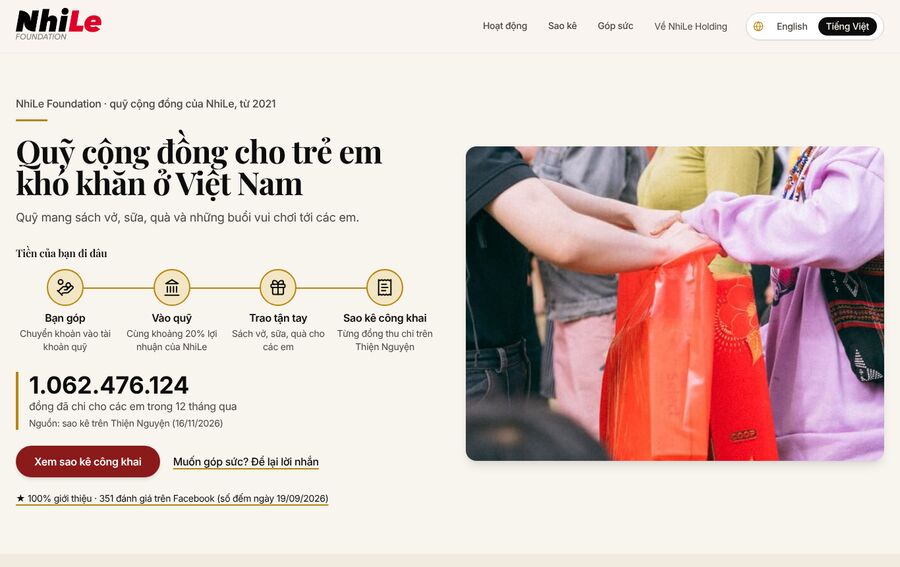 NhiLe
FOUNDATION
Hoạt động
Sao kê
Góp sức
Về NhiLe Holding
English
Tiếng Việt
NhiLe Foundation · quỹ cộng đồng của NhiLe, từ 2021
Quỹ cộng đồng cho trẻ em
khó khăn ở Việt Nam
Quỹ mang sách vở, sữa, quà và những buổi vui chơi tới các em.
Tiền của bạn đi đâu
Bạn góp
Chuyển khoản vào tài
khoản quỹ
Vào quỹ
Cùng khoảng 20% lợi
nhuận của NhiLe
Trao tận tay
Sách vở, sữa, quà cho
các em
Sao kê công khai
Từng đồng thu chi trên
Thiện Nguyện
1.062.476.124
đồng đã chi cho các em trong 12 tháng qua
Nguồn: sao kê trên Thiện Nguyện (16/11/2026)
Xem sao kê công khai
Muốn góp sức? Để lại lời nhắn
★ 100% giới thiệu · 351 đánh giá trên Facebook (số đếm ngày 19/09/2026)